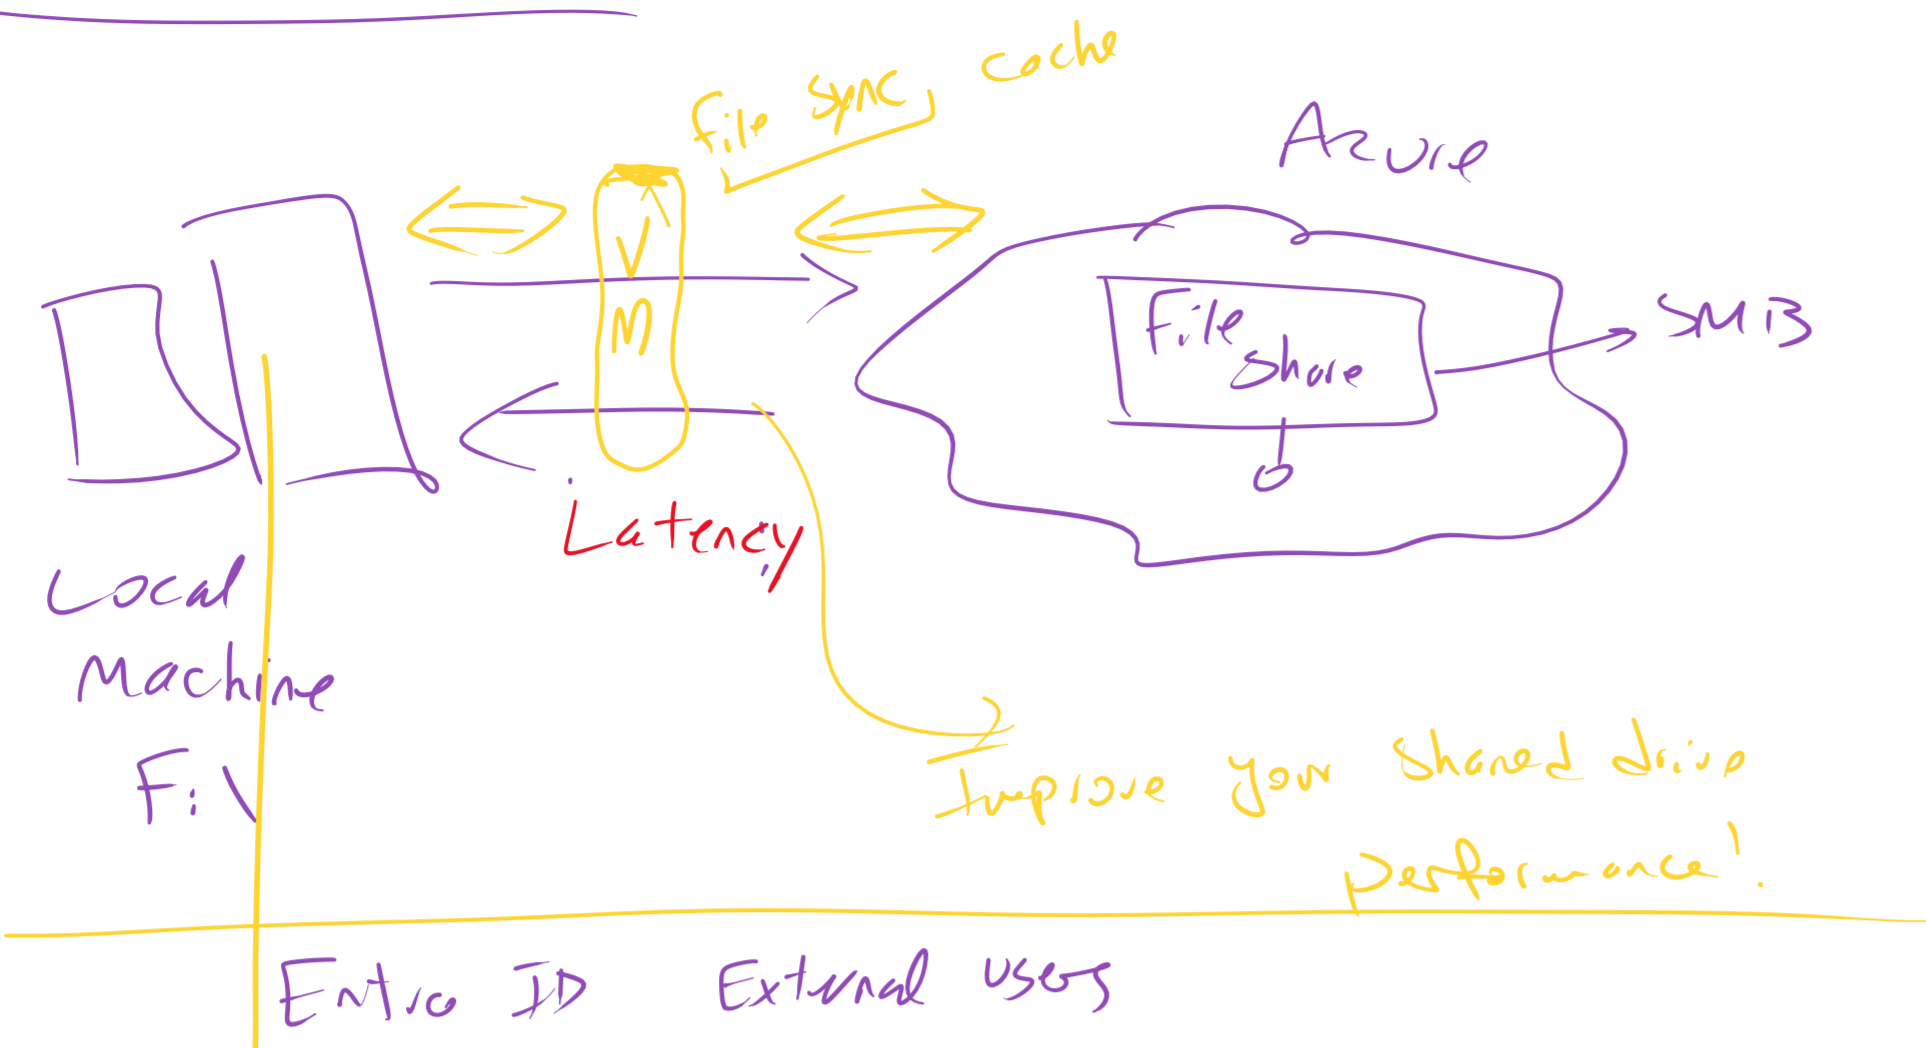 File sync, cache
Azure
VM
File
Share
SMB
Latency
Local
Machine
Improve your shared drive
performance!
Entra ID External users